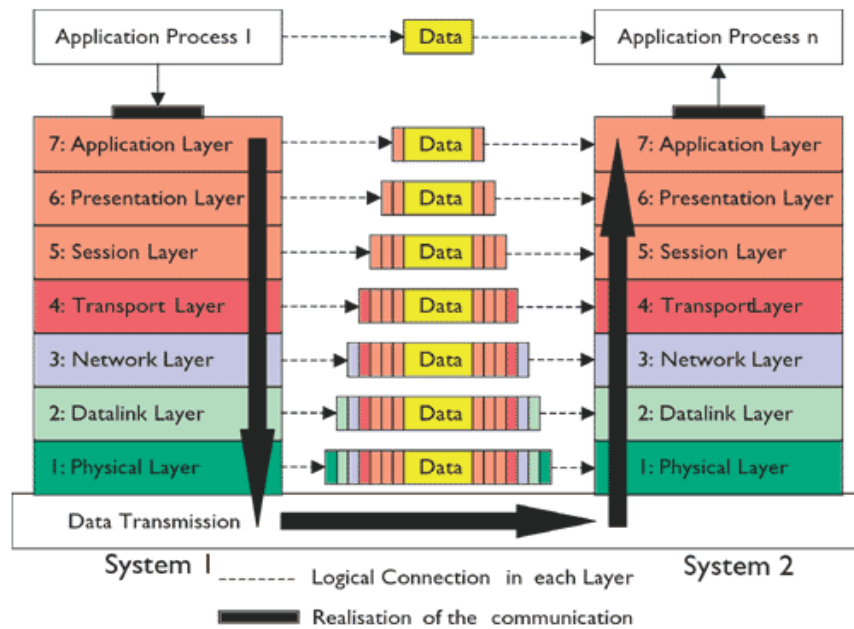 Application Process 1
Data
Application Process n
7: Application Layer
Data
7: Application Layer
6: Presentation Layer
Data
6: Presentation Layer
5: Session Layer
Data
5: Session Layer
4: Transport Layer
Data
4: TransportLayer
3: Network Layer
Data
3: Network Layer
2: Datalink Layer
Data
2: Datalink Layer
1: Physical Layer
Data
1: Physical Layer
Data Transmission
System 1
System 2
Logical Connection in each Layer
Realisation of the communication